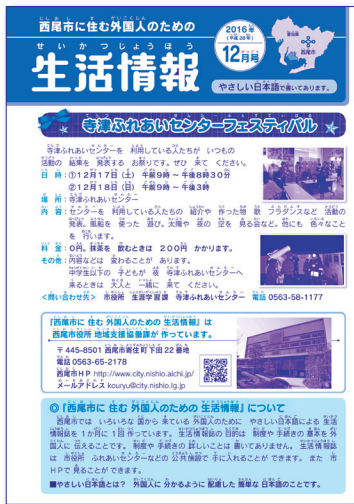 西尾市に住む外国人のための
せいかつじょうほう
生活情報
2016年
(平成28年)
12月号
愛知県
西尾市
やさしい日本語で書いてあります。
寺津ふれあいセンターフェスティバル
寺津ふれあいセンターを 利用している人たちが いつもの
活動の 結果を 発表する お祭りです。ぜひ 来て ください。
日 時:①12月17日(土) 午前9時~午後8時30分
②12月18日(日) 午前9時~午後3時
場 所:寺津ふれあいセンター
内 容:センターを 利用している人たちの 紹介や 作った物 歌 フラダンスなど 活動の
発表。風船を 使った 遊び。太陽や 夜の 空を 見る会など。他にも 色々なこと
を 行います。
料 金:0円。抹茶を 飲むときは 200円 かかります。
その他:内容などは 変わることが あります。
中学生以下の 子どもが 夜 寺津ふれあいセンターへ
来るときは 大人と 一緒に 来て ください。
<問い合わせ先> 市役所 生涯学習課 寺津ふれあいセンター 電話 0563-58-1177
「西尾市に 住む 外国人のための 生活情報」は
西尾市役所 地域支援協働課が 作っています。
〒445-8501 西尾市寄住町 下田 22 番地
電話 0563-65-2178
西尾市HP http://www.city.nishio.aichi.jp/
メールアドレス kouryu@city.nishio.lg.jp
◎「西尾市に 住む 外国人のための 生活情報」について
西尾市では いろいろな 国から 来ている 外国人のために やさしい日本語による 生活
情報誌を 1か月に 1回 作っています。生活情報誌の 目的は 制度や 手続きの 基本を 外
国人に 伝えることです。制度や 手続きの 詳しいことは 書いてありません。生活情報誌
は 市役所 ふれあいセンターなどの 公共施設で 手に入れることが できます。また 市
HPで 見ることが できます。
■やさしい日本語とは? 外国人に 分かるように 配慮した 簡単な 日本語のことです。